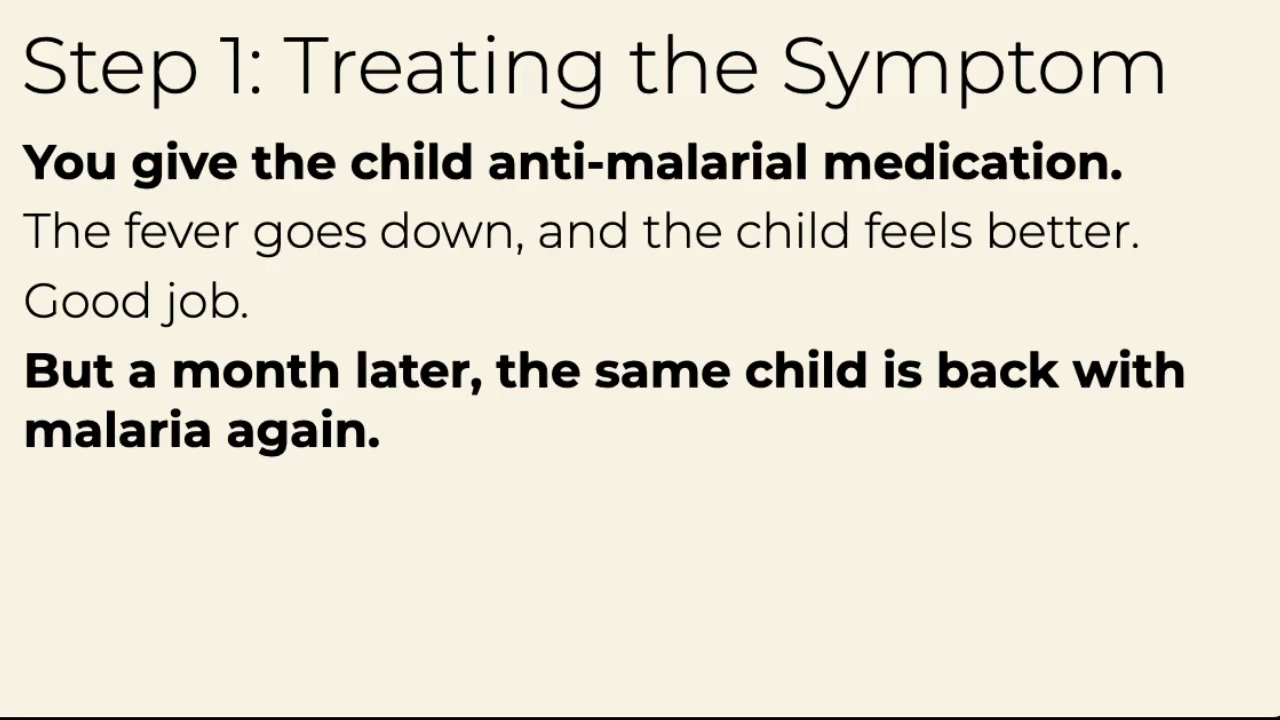 Step 1: Treating the Symptom
You give the child anti-malarial medication.
The fever goes down, and the child feels better.
Good job.
But a month later, the same child is back with
malaria again.